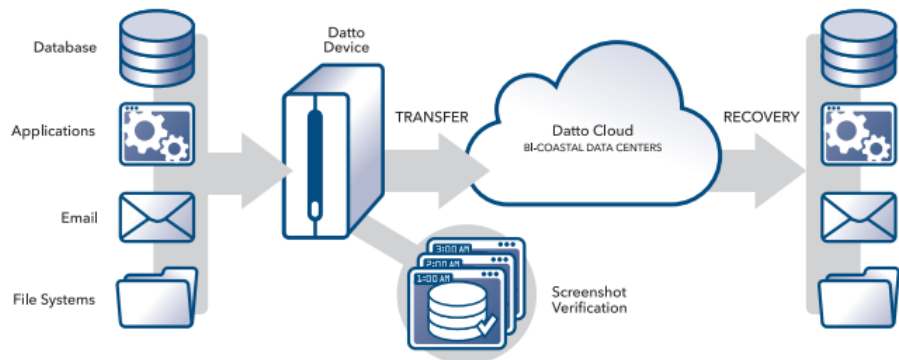 Database
Applications
Email
File Systems
Datto
Device
TRANSFER
Datto Cloud
BI-COASTAL DATA CENTERS
RECOVERY
3:00 AM
2:00 AM
1:00 AM
Screenshot
Verification